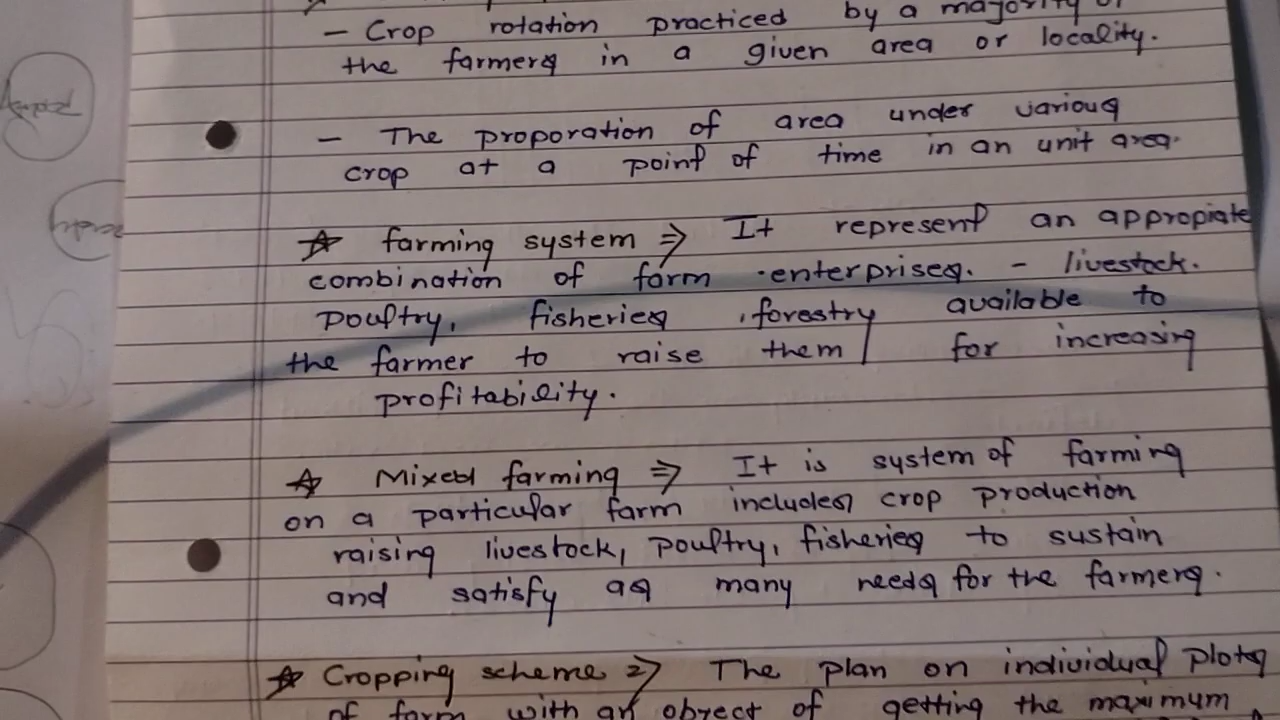 - Crop rotation practiced by a majority of
the farmers in a given area or locality.
- The proporation of area under various
crop at a point of time in an unit area.
☆ farming system ⇒ It represent an appropiate
combination of farm enterprises. - livestock.
poultry, fisheries, forestry available to
the farmer to raise them / for increasing
profitability.
☆ Mixed farming ⇒ It is system of farming
on a particular farm includes crop production
raising livestock, poultry, fisheries to sustain
and satisfy as many needs for the farmers.
☆ Cropping scheme ⇒ The plan on individual plots
of farm with an object of getting the maximum